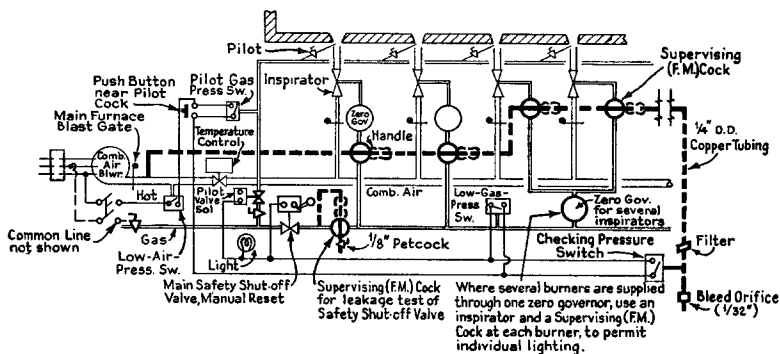 Pilot
Inspirator
Supervising
(F.M.) Cock
Push Button
near Pilot
Cock
Pilot Gas
Press Sw.
Main Furnace
Blast Gate
Temperature
Control
Zero
Gov
Handle
1/4" O.D.
Copper Tubing
Comb.
Air
Blwr.
Hot
Pilot
Valve
Sol
Comb. Air
Low-Gas-
Press
Sw.
Zero Gov.
for several
inspirators
Common Line
not shown
Gas
Low-Air-
Press. Sw.
Light
1/8" Petcock
Main Safety Shut-off
Valve, Manual Reset
Supervising (F.M.) Cock
for leakage test of
Safety Shut-off Valve
Checking Pressure
Switch
Filter
Where several burners are supplied
through one zero governor, use an
inspirator and a Supervising (F.M.)
Cock at each burner, to permit
individual lighting.
Bleed Orifice
(1/32")